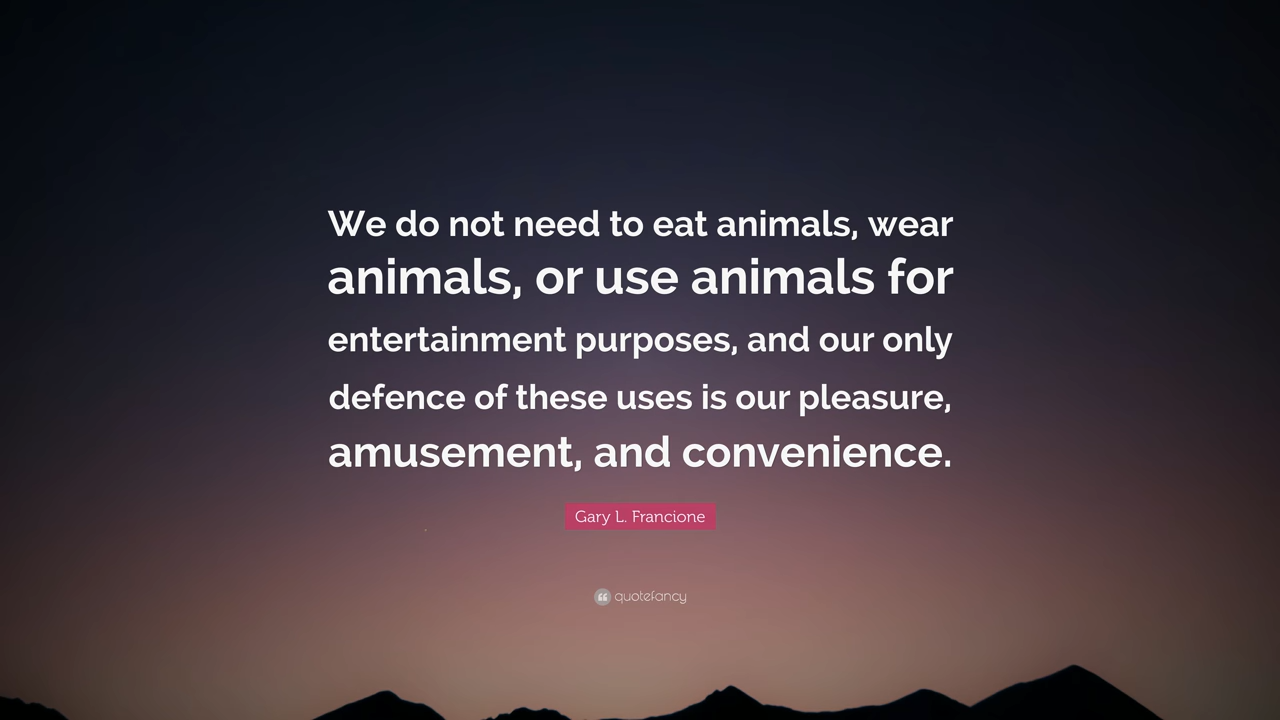 We do not need to eat animals, wear
animals, or use animals for
entertainment purposes, and our only
defence of these uses is our pleasure,
amusement, and convenience.
Gary L. Francione
quotefancy